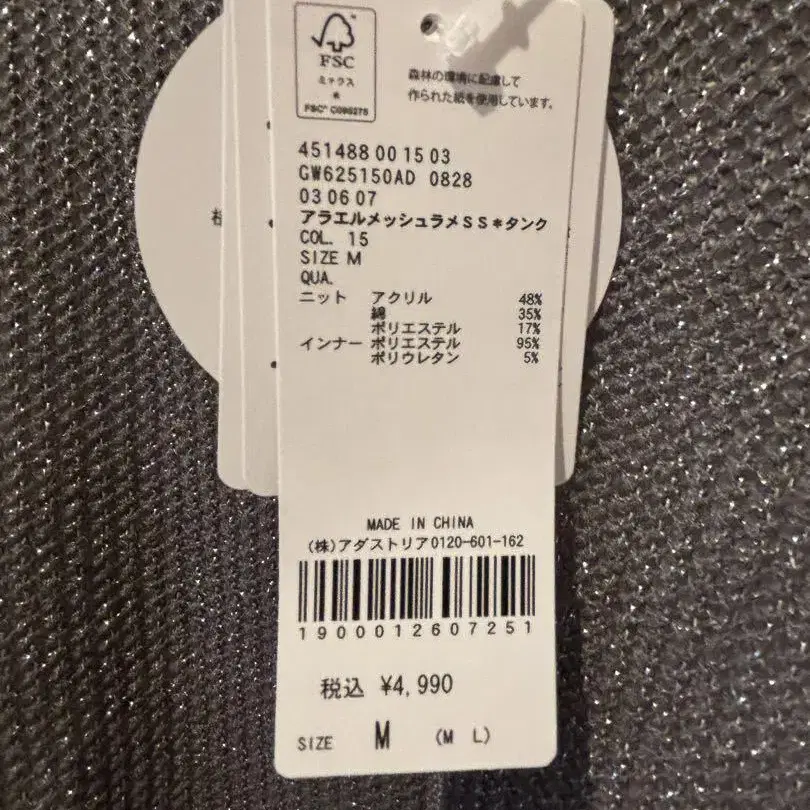 FSC
ミックス
森林の環境に配慮して
作られた紙を使用しています。
451488 00 15 03
GW625150AD 0828
03 06 07
アラエルメッシュラメSS*タンク
COL. 15
SIZE M
QUA.
ニット アクリル 48%
綿 35%
ポリエステル 17%
インナー ポリエステル 95%
ポリウレタン 5%
MADE IN CHINA
(株)アダストリア0120-601-162
1900012607251
税込 ¥4,990
SIZE M (M L)